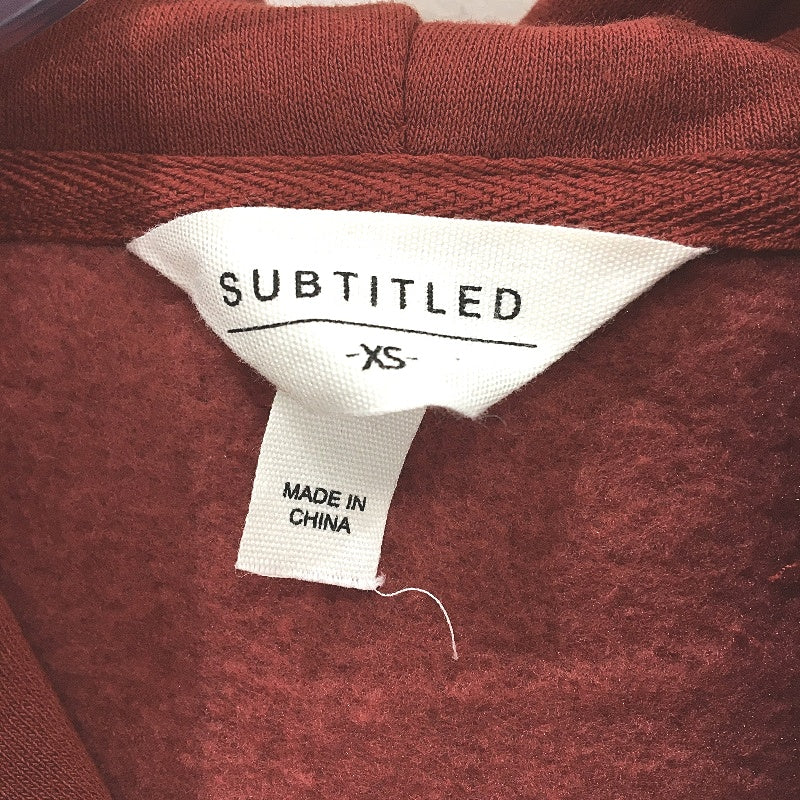 SUBTITLED
-XS-
MADE IN
CHINA